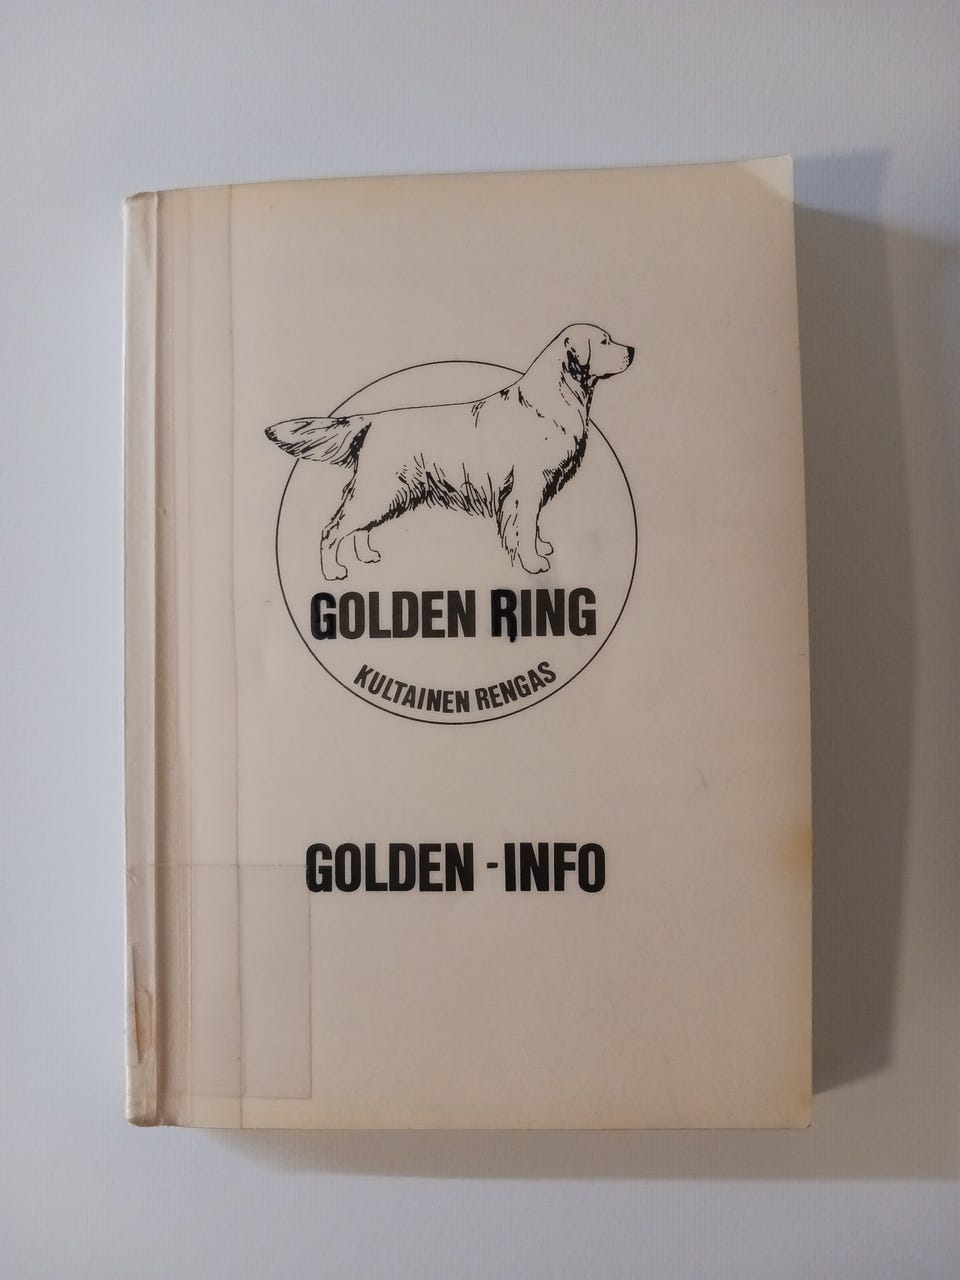 GOLDEN RING
KULTAINEN RENGAS
GOLDEN - INFO